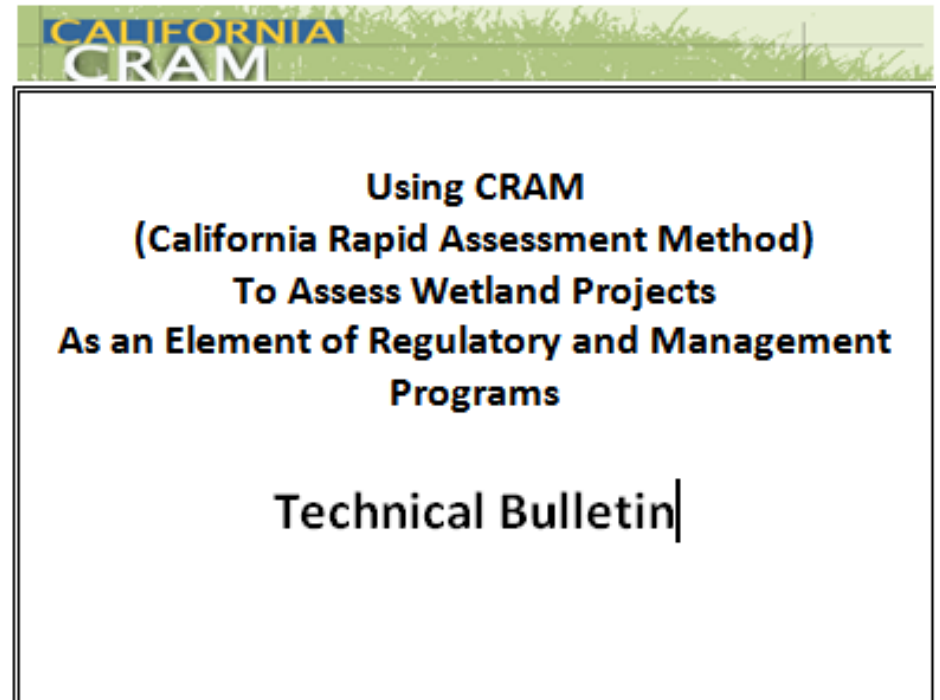 CALIFORNIA
CRAM
Using CRAM
(California Rapid Assessment Method)
To Assess Wetland Projects
As an Element of Regulatory and Management
Programs
Technical Bulletin